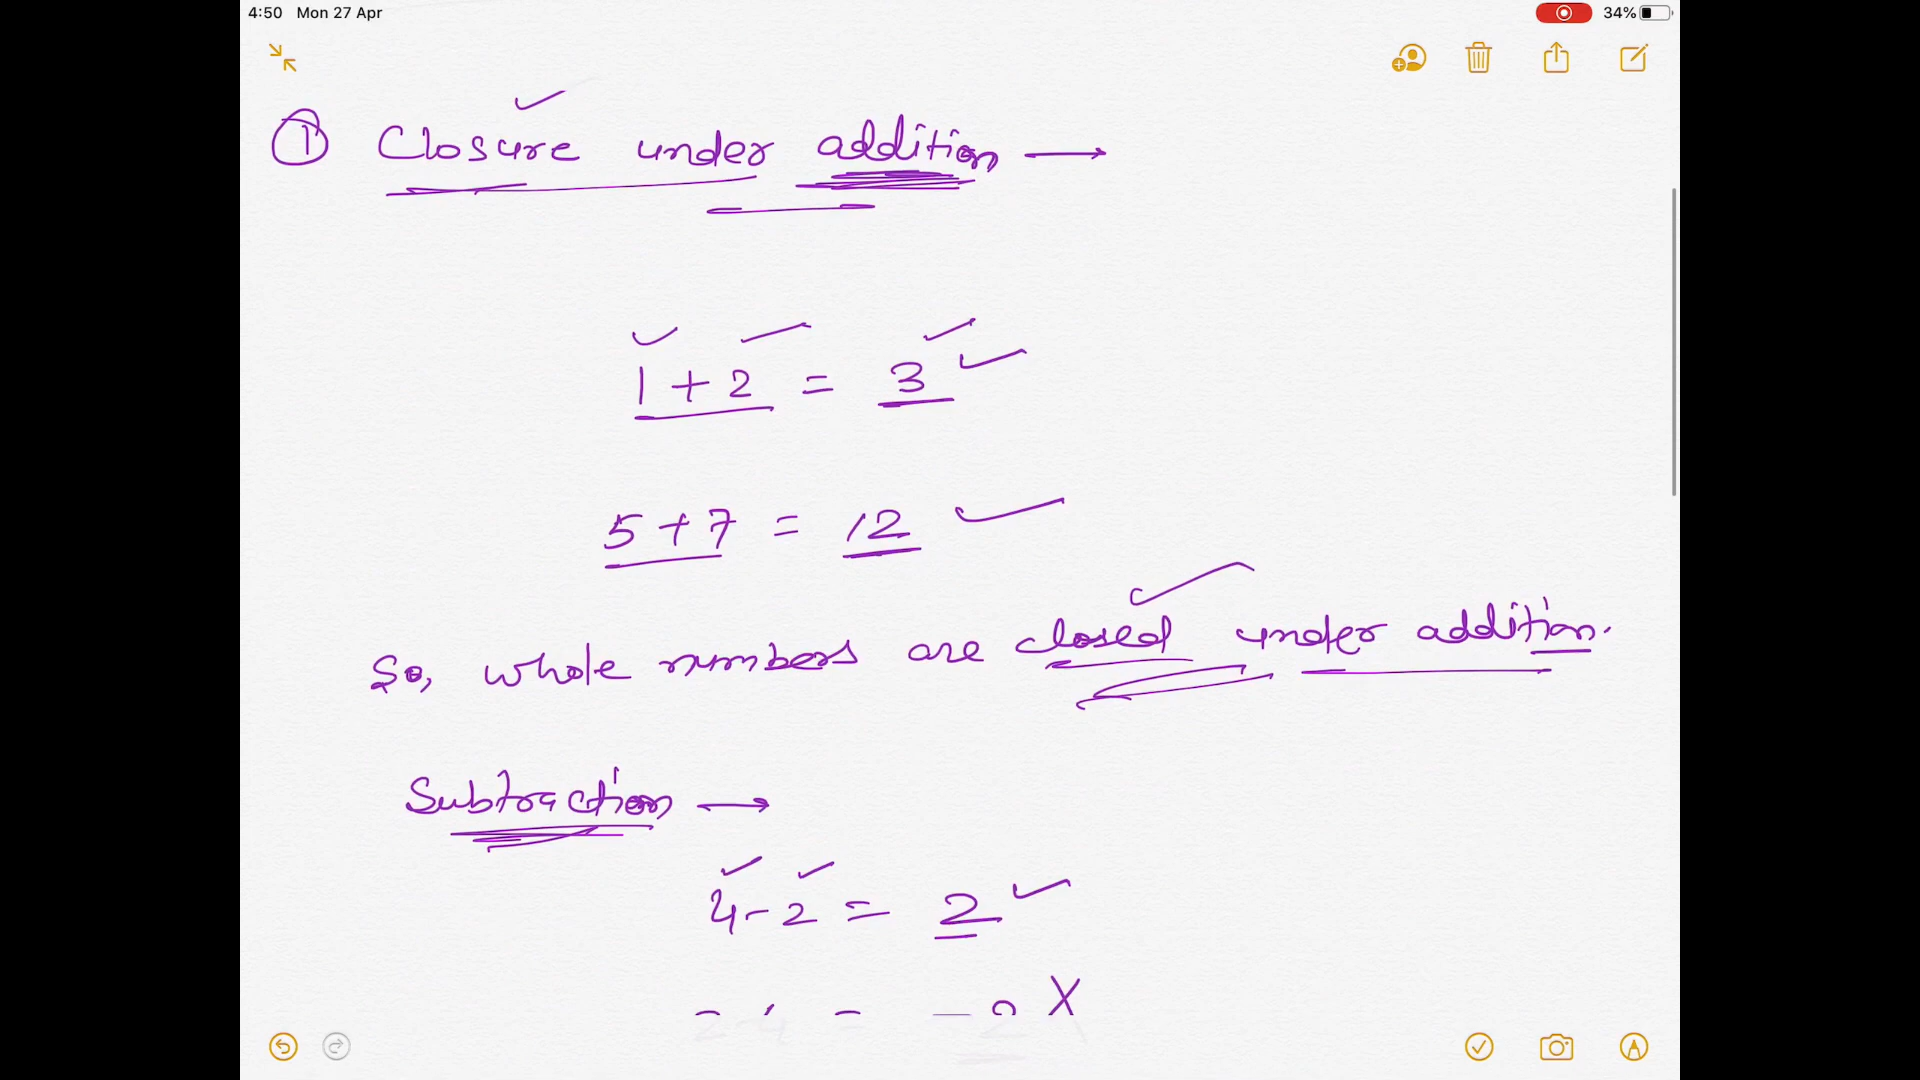 4:50 Mon 27 Apr
34%
① Closure under addition →
1 + 2 = 3
5 + 7 = 12
So, whole numbers are closed under addition.
Subtraction →
4 - 2 = 2